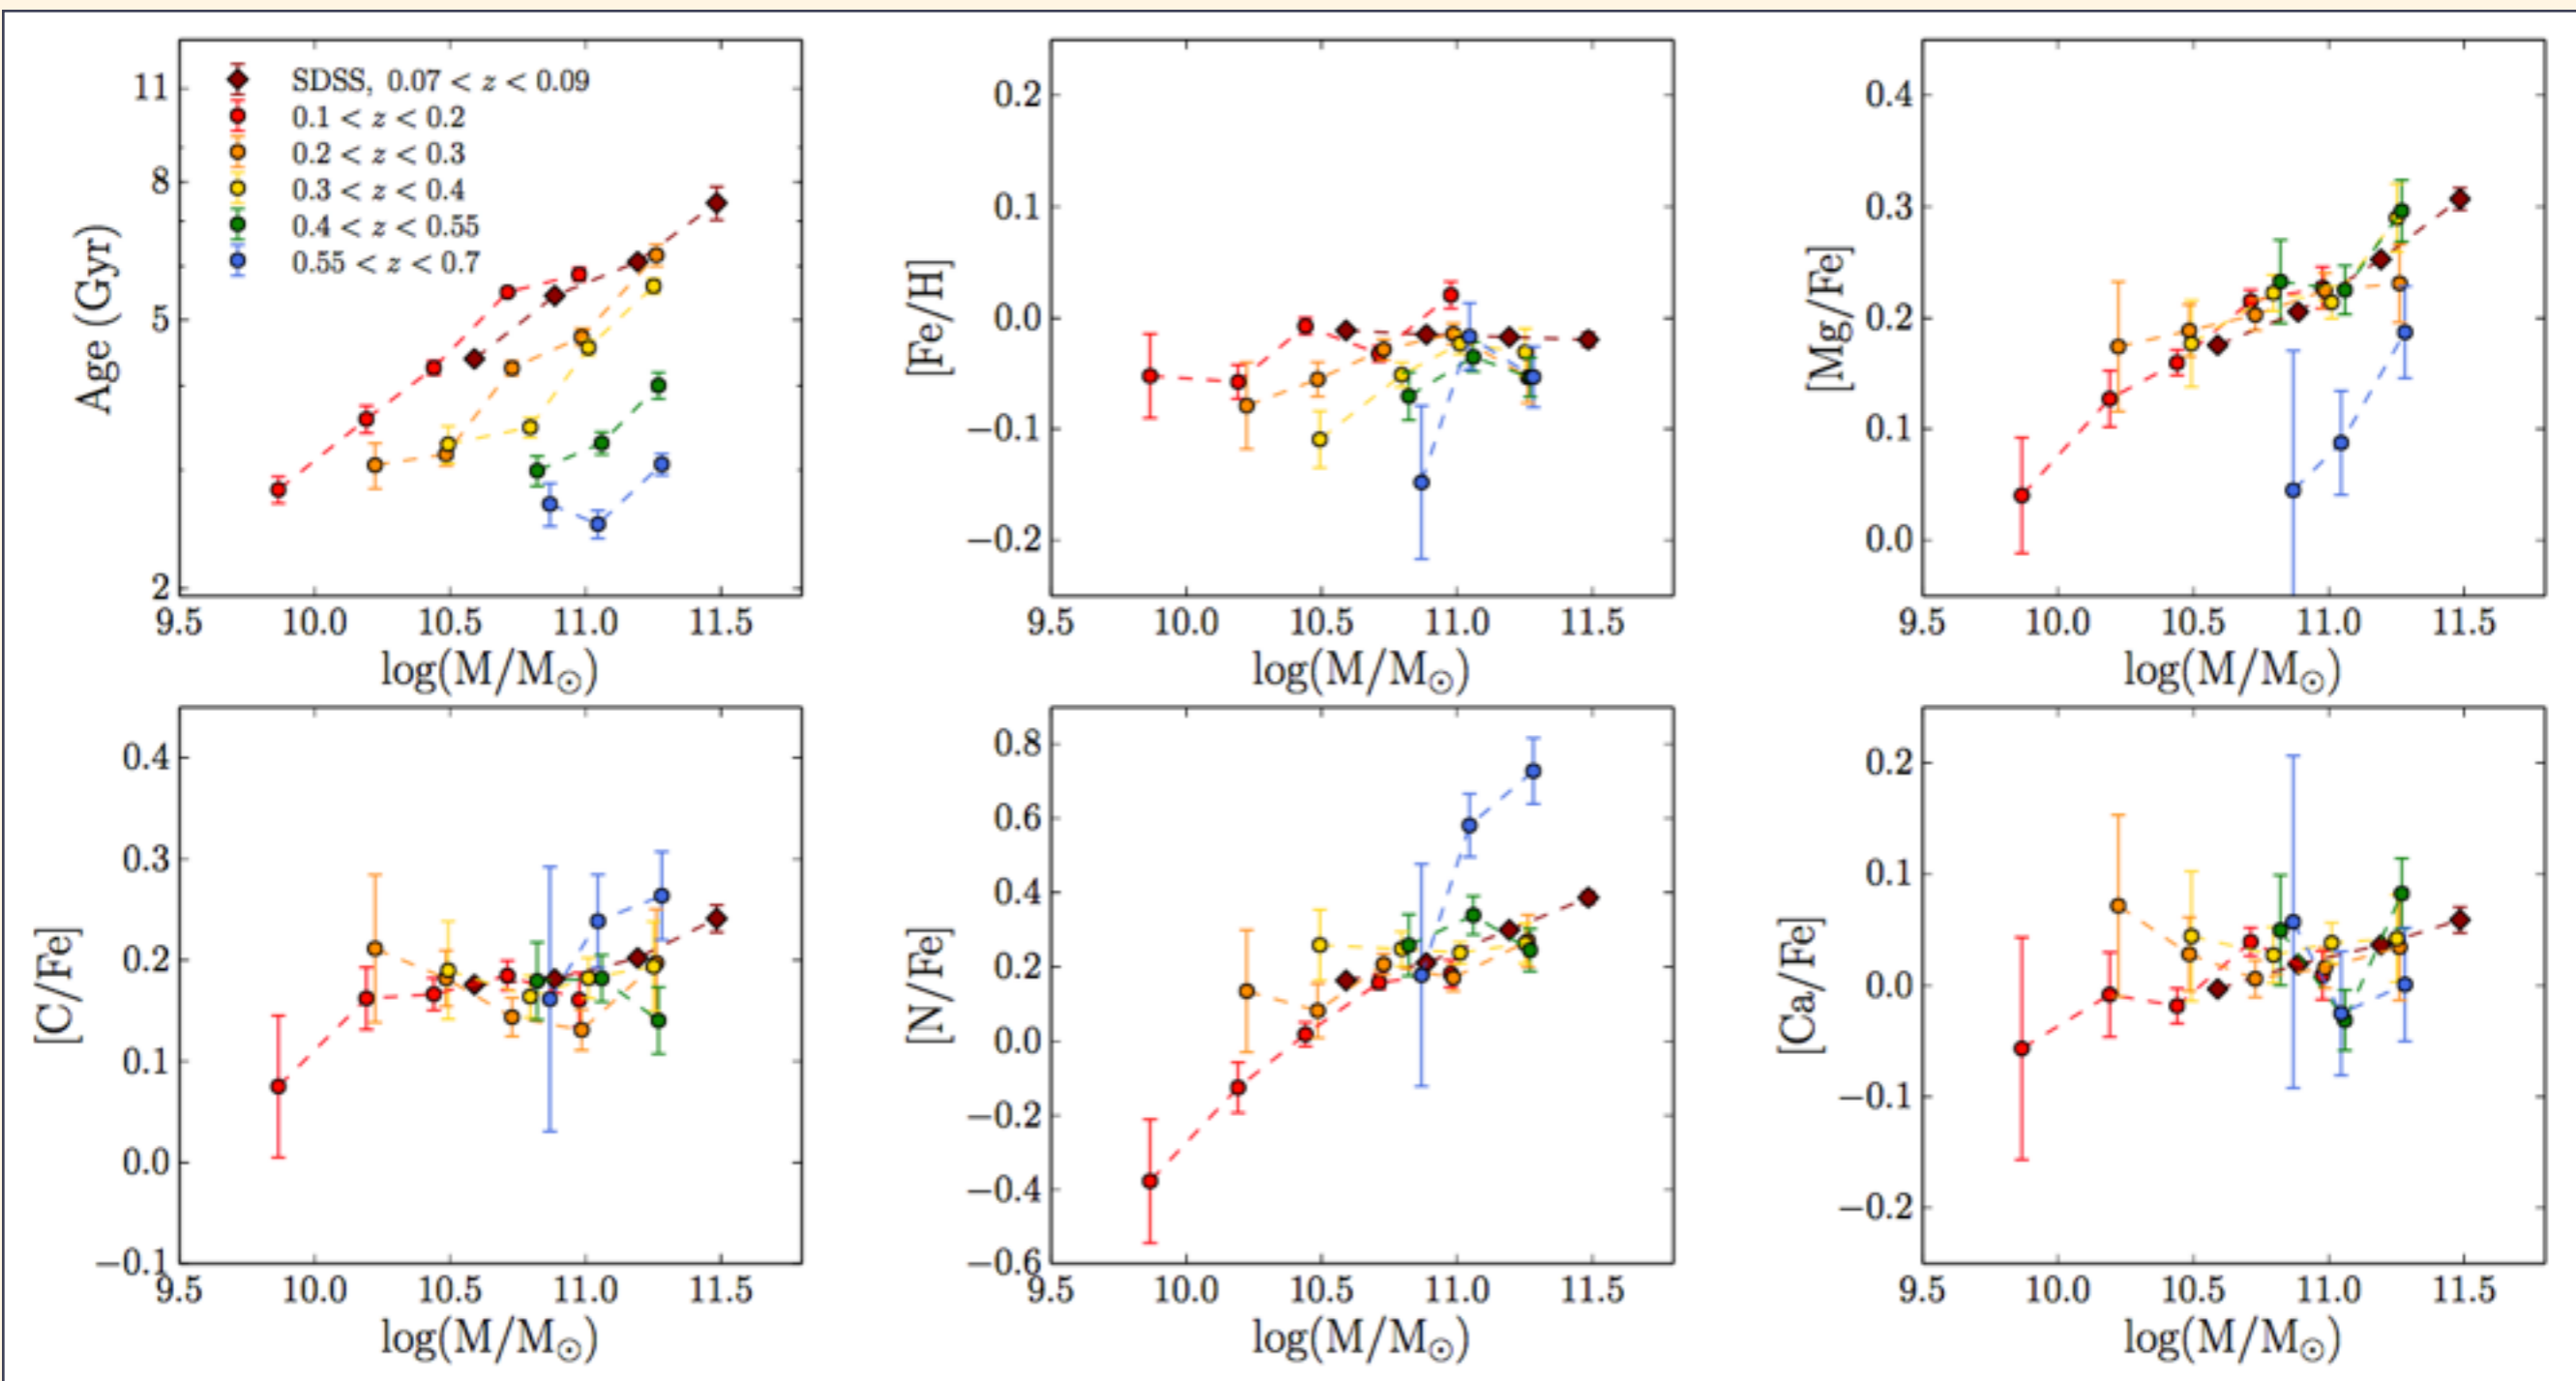 Age (Gyr)
11
8
5
2
SDSS, 0.07 < z < 0.09
0.1 < z < 0.2
0.2 < z < 0.3
0.3 < z < 0.4
0.4 < z < 0.55
0.55 < z < 0.7
9.5 10.0 10.5 11.0 11.5
log(M/M☉)
[Fe/H]
0.2
0.1
0.0
−0.1
−0.2
9.5 10.0 10.5 11.0 11.5
log(M/M☉)
[Mg/Fe]
0.4
0.3
0.2
0.1
0.0
9.5 10.0 10.5 11.0 11.5
log(M/M☉)
[C/Fe]
0.4
0.3
0.2
0.1
0.0
−0.1
9.5 10.0 10.5 11.0 11.5
log(M/M☉)
[N/Fe]
0.8
0.6
0.4
0.2
0.0
−0.2
−0.4
−0.6
9.5 10.0 10.5 11.0 11.5
log(M/M☉)
[Ca/Fe]
0.2
0.1
0.0
−0.1
−0.2
9.5 10.0 10.5 11.0 11.5
log(M/M☉)